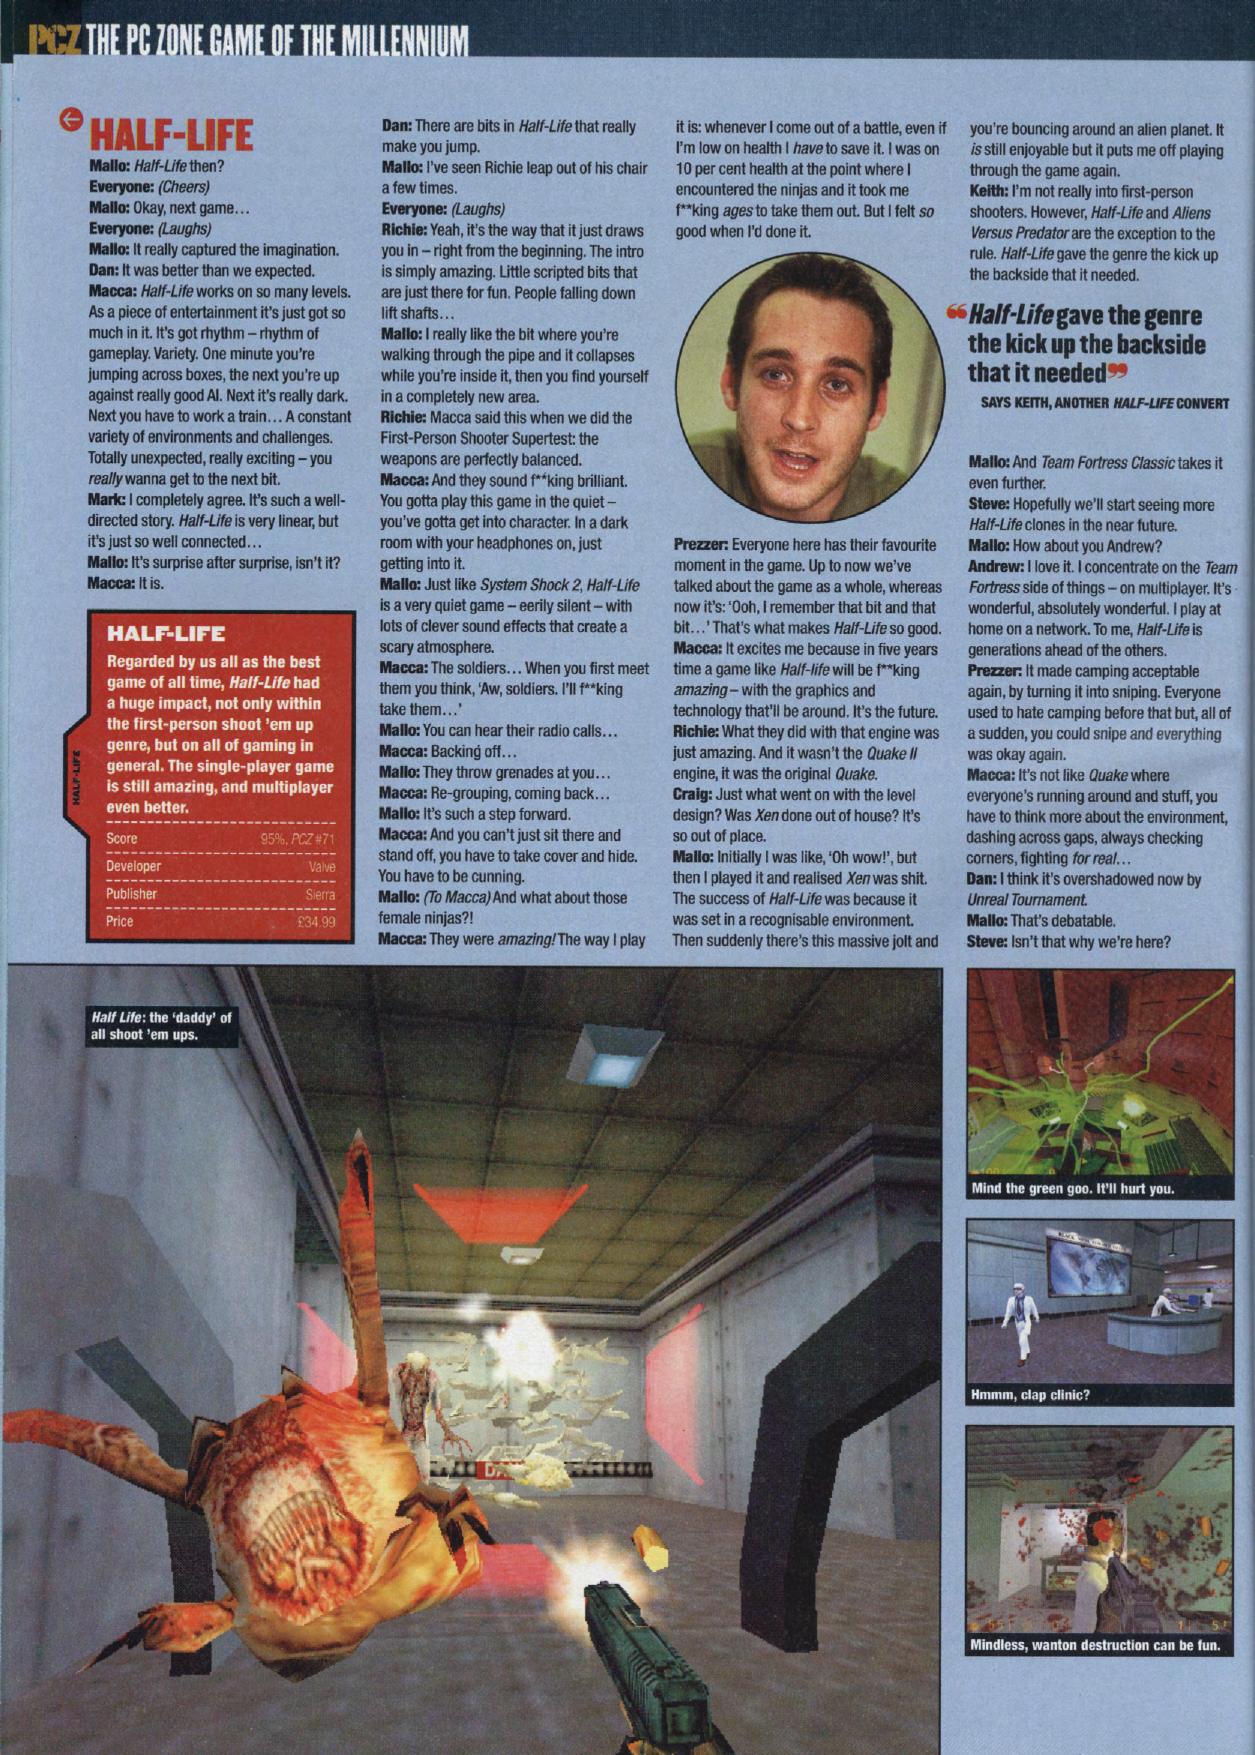 PCZ THE PC ZONE GAME OF THE MILLENNIUM
HALF-LIFE
Mallo: Half-Life then?
Everyone: (Cheers)
Mallo: Okay, next game…
Everyone: (Laughs)
Mallo: It really captured the imagination.
Dan: It was better than we expected.
Macca: Half-Life works on so many levels.
As a piece of entertainment it's just got so
much in it. It's got rhythm – rhythm of
gameplay. Variety. One minute you're
jumping across boxes, the next you're up
against really good AI. Next it's really dark.
Next you have to work a train… A constant
variety of environments and challenges.
Totally unexpected, really exciting – you
really wanna get to the next bit.
Mark: I completely agree. It's such a well-
directed story. Half-Life is very linear, but
it's just so well connected…
Mallo: It's surprise after surprise, isn't it?
Macca: It is.
HALF-LIFE
HALF-LIFE
Regarded by us all as the best
game of all time, Half-Life had
a huge impact, not only within
the first-person shoot 'em up
genre, but on all of gaming in
general. The single-player game
is still amazing, and multiplayer
even better.
Score 95%, PCZ #71
Developer Valve
Publisher Sierra
Price £34.99
Dan: There are bits in Half-Life that really
make you jump.
Mallo: I've seen Richie leap out of his chair
a few times.
Everyone: (Laughs)
Richie: Yeah, it's the way that it just draws
you in – right from the beginning. The intro
is simply amazing. Little scripted bits that
are just there for fun. People falling down
lift shafts…
Mallo: I really like the bit where you're
walking through the pipe and it collapses
while you're inside it, then you find yourself
in a completely new area.
Richie: Macca said this when we did the
First-Person Shooter Supertest: the
weapons are perfectly balanced.
Macca: And they sound f**king brilliant.
You gotta play this game in the quiet –
you've gotta get into character. In a dark
room with your headphones on, just
getting into it.
Mallo: Just like System Shock 2, Half-Life
is a very quiet game – eerily silent – with
lots of clever sound effects that create a
scary atmosphere.
Macca: The soldiers… When you first meet
them you think, 'Aw, soldiers. I'll f**king
take them…'
Mallo: You can hear their radio calls…
Macca: Backing off…
Mallo: They throw grenades at you…
Macca: Re-grouping, coming back…
Mallo: It's such a step forward.
Macca: And you can't just sit there and
stand off, you have to take cover and hide.
You have to be cunning.
Mallo: (To Macca) And what about those
female ninjas?!
Macca: They were amazing! The way I play
it is: whenever I come out of a battle, even if
I'm low on health I have to save it. I was on
10 per cent health at the point where I
encountered the ninjas and it took me
f**king ages to take them out. But I felt so
good when I'd done it.
Prezzer: Everyone here has their favourite
moment in the game. Up to now we've
talked about the game as a whole, whereas
now it's: 'Ooh, I remember that bit and that
bit…' That's what makes Half-Life so good.
Macca: It excites me because in five years
time a game like Half-life will be f**king
amazing – with the graphics and
technology that'll be around. It's the future.
Richie: What they did with that engine was
just amazing. And it wasn't the Quake II
engine, it was the original Quake.
Craig: Just what went on with the level
design? Was Xen done out of house? It's
so out of place.
Mallo: Initially I was like, 'Oh wow!', but
then I played it and realised Xen was shit.
The success of Half-Life was because it
was set in a recognisable environment.
Then suddenly there's this massive jolt and
you're bouncing around an alien planet. It
is still enjoyable but it puts me off playing
through the game again.
Keith: I'm not really into first-person
shooters. However, Half-Life and Aliens
Versus Predator are the exception to the
rule. Half-Life gave the genre the kick up
the backside that it needed.
“Half-Life gave the genre
the kick up the backside
that it needed”
SAYS KEITH, ANOTHER HALF-LIFE CONVERT
Mallo: And Team Fortress Classic takes it
even further.
Steve: Hopefully we'll start seeing more
Half-Life clones in the near future.
Mallo: How about you Andrew?
Andrew: I love it. I concentrate on the Team
Fortress side of things – on multiplayer. It's
wonderful, absolutely wonderful. I play at
home on a network. To me, Half-Life is
generations ahead of the others.
Prezzer: It made camping acceptable
again, by turning it into sniping. Everyone
used to hate camping before that but, all of
a sudden, you could snipe and everything
was okay again.
Macca: It's not like Quake where
everyone's running around and stuff, you
have to think more about the environment,
dashing across gaps, always checking
corners, fighting for real…
Dan: I think it's overshadowed now by
Unreal Tournament.
Mallo: That's debatable.
Steve: Isn't that why we're here?
Half Life: the 'daddy' of
all shoot 'em ups.
Mind the green goo. It'll hurt you.
Hmmm, clap clinic?
Mindless, wanton destruction can be fun.